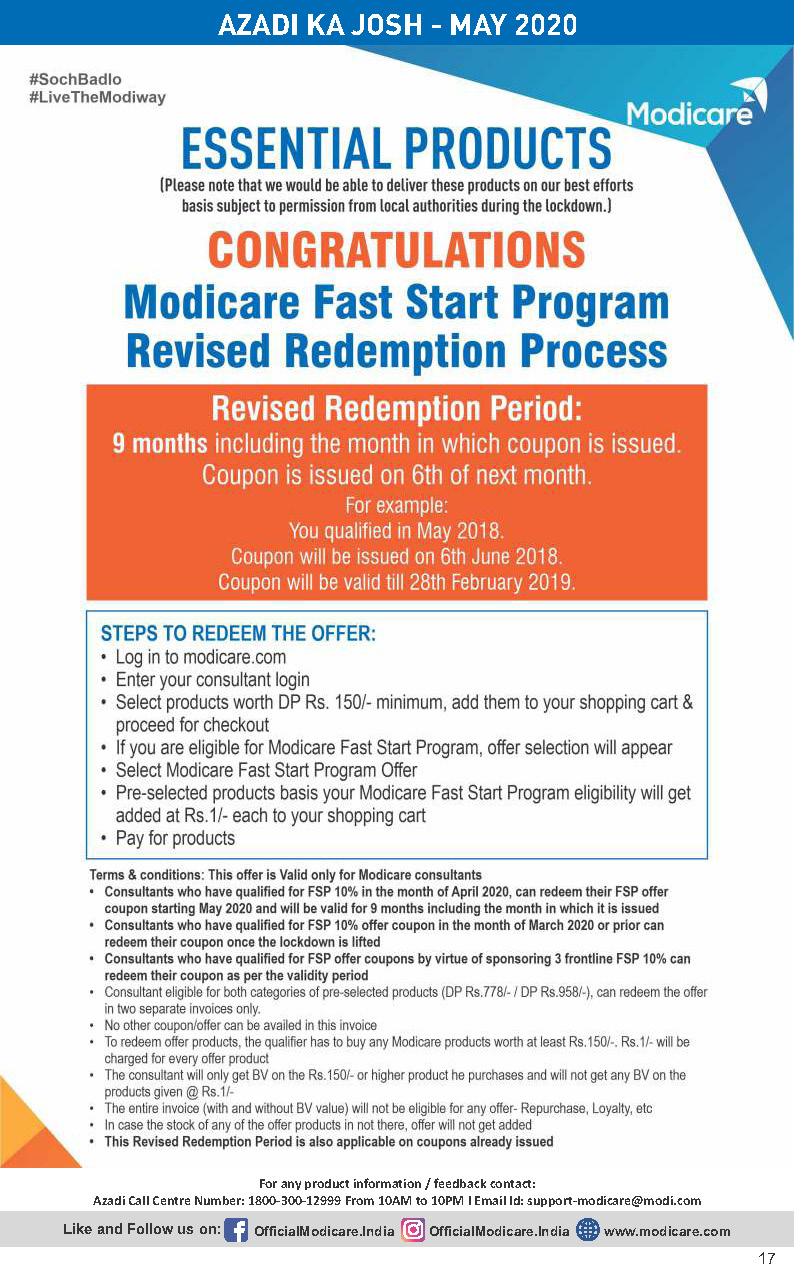 AZADI KA JOSH - MAY 2020
#SochBadlo
#LiveTheModiway
Modicare
ESSENTIAL PRODUCTS
(Please note that we would be able to deliver these products on our best efforts
basis subject to permission from local authorities during the lockdown.)
CONGRATULATIONS
Modicare Fast Start Program
Revised Redemption Process
Revised Redemption Period:
9 months including the month in which coupon is issued.
Coupon is issued on 6th of next month.
For example:
You qualified in May 2018.
Coupon will be issued on 6th June 2018.
Coupon will be valid till 28th February 2019.
STEPS TO REDEEM THE OFFER:
• Log in to modicare.com
• Enter your consultant login
• Select products worth DP Rs. 150/- minimum, add them to your shopping cart &
proceed for checkout
• If you are eligible for Modicare Fast Start Program, offer selection will appear
• Select Modicare Fast Start Program Offer
• Pre-selected products basis your Modicare Fast Start Program eligibility will get
added at Rs.1/- each to your shopping cart
• Pay for products
Terms & conditions: This offer is Valid only for Modicare consultants
• Consultants who have qualified for FSP 10% in the month of April 2020, can redeem their FSP offer
coupon starting May 2020 and will be valid for 9 months including the month in which it is issued
• Consultants who have qualified for FSP 10% offer coupon in the month of March 2020 or prior can
redeem their coupon once the lockdown is lifted
• Consultants who have qualified for FSP offer coupons by virtue of sponsoring 3 frontline FSP 10% can
redeem their coupon as per the validity period
• Consultant eligible for both categories of pre-selected products (DP Rs.778/- / DP Rs.958/-), can redeem the offer
in two separate invoices only.
• No other coupon/offer can be availed in this invoice
• To redeem offer products, the qualifier has to buy any Modicare products worth at least Rs.150/-. Rs.1/- will be
charged for every offer product
• The consultant will only get BV on the Rs.150/- or higher product he purchases and will not get any BV on the
products given @ Rs.1/-
• The entire invoice (with and without BV value) will not be eligible for any offer- Repurchase, Loyalty, etc
• In case the stock of any of the offer products in not there, offer will not get added
• This Revised Redemption Period is also applicable on coupons already issued
For any product information / feedback contact:
Azadi Call Centre Number: 1800-300-12999 From 10AM to 10PM I Email Id: support-modicare@modi.com
Like and Follow us on: OfficialModicare.India OfficialModicare.India www.modicare.com
17